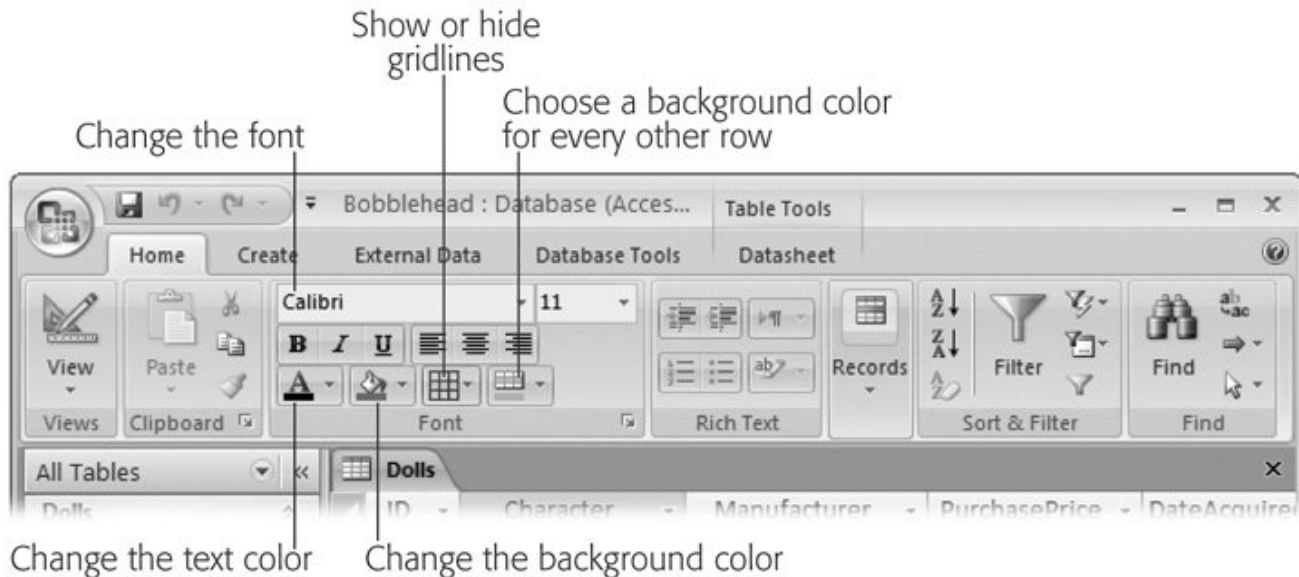 Show or hide
gridlines
Choose a background color
for every other row
Change the font
Bobblehead : Database (Acces...
Table Tools
Home Create External Data Database Tools Datasheet
Calibri 11
B I U
A
View Paste Records Filter Find
Views Clipboard Font Rich Text Sort & Filter Find
All Tables « Dolls
Dolls ID Character Manufacturer PurchasePrice DateAcquired
Change the text color Change the background color